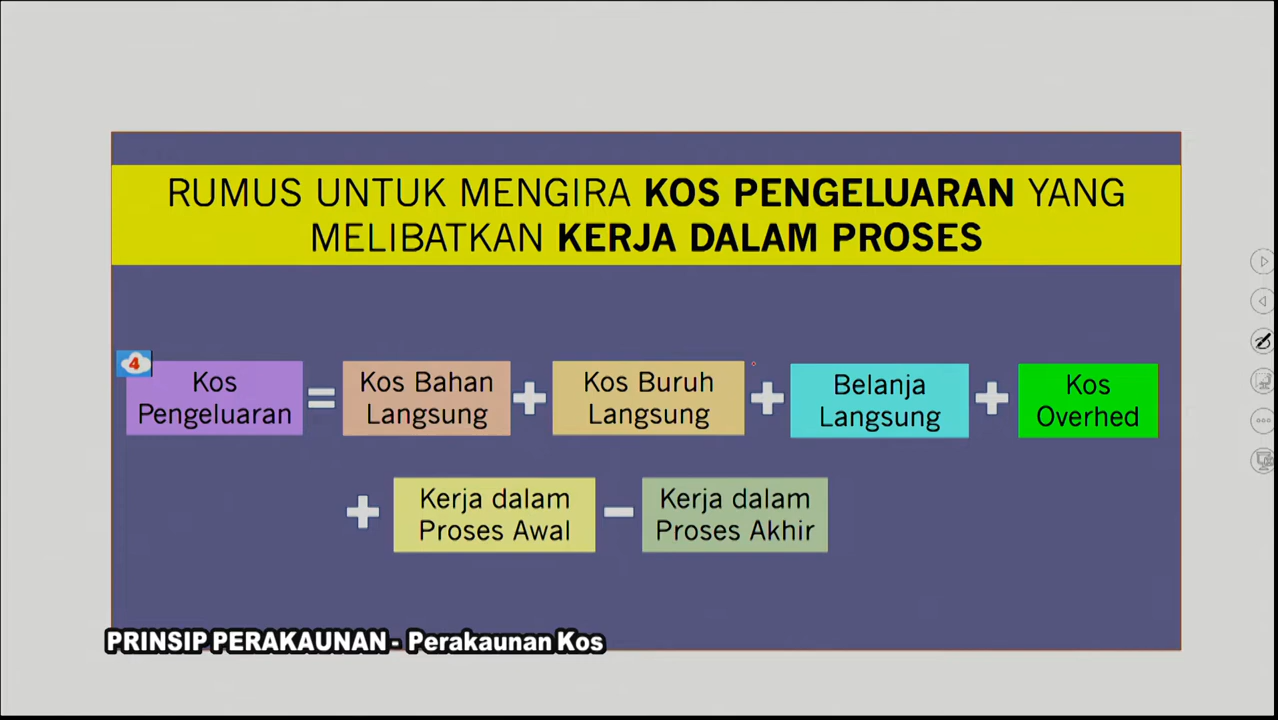 RUMUS UNTUK MENGIRA KOS PENGELUARAN YANG
MELIBATKAN KERJA DALAM PROSES
4
Kos
Pengeluaran
=
Kos Bahan
Langsung
+
Kos Buruh
Langsung
+
Belanja
Langsung
+
Kos
Overhed
+
Kerja dalam
Proses Awal
-
Kerja dalam
Proses Akhir
PRINSIP PERAKAUNAN - Perakaunan Kos